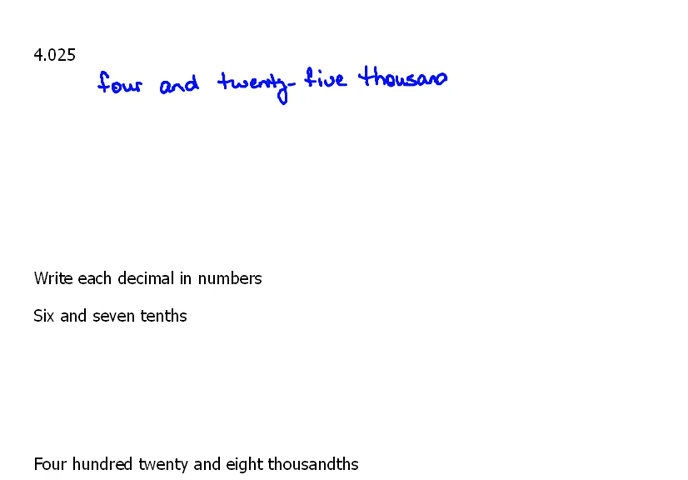 4.025
four and twenty-five thousand
Write each decimal in numbers
Six and seven tenths
Four hundred twenty and eight thousandths